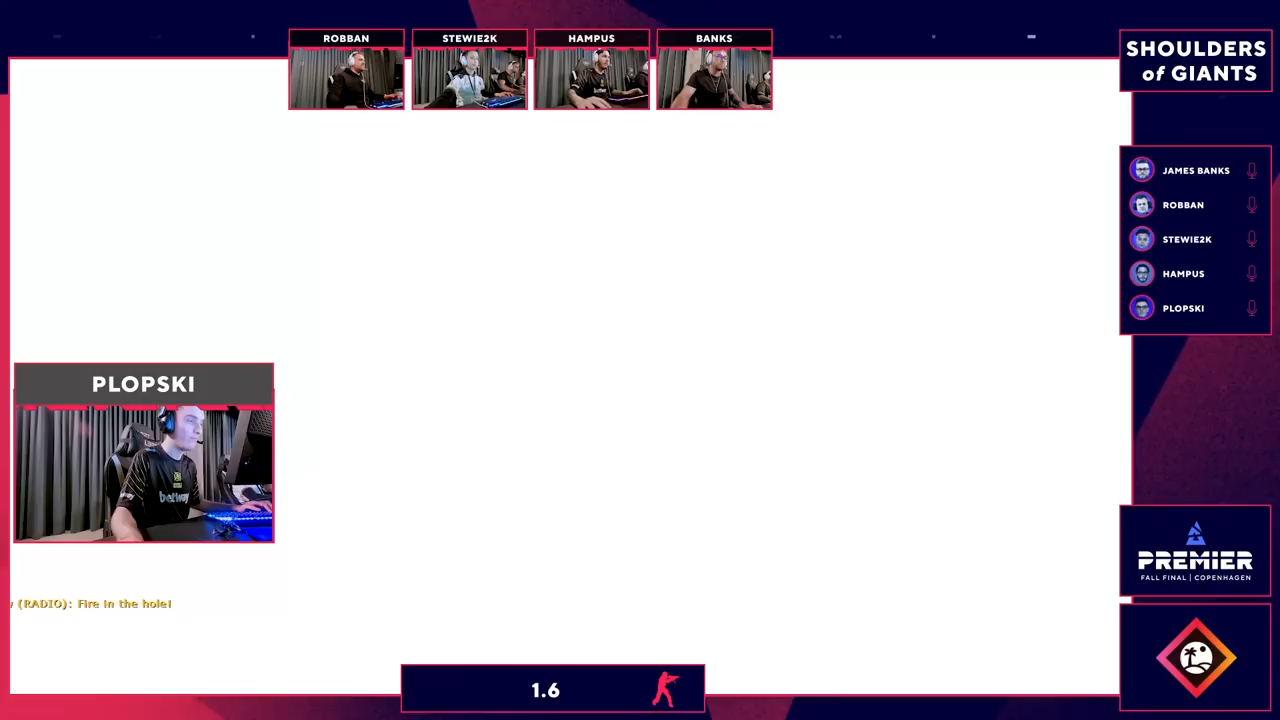 ROBBAN
STEWIE2K
HAMPUS
BANKS
SHOULDERS
of GIANTS
JAMES BANKS
ROBBAN
STEWIE2K
HAMPUS
PLOPSKI
PLOPSKI
betway
(RADIO): Fire in the hole!
PREMIER
FALL FINAL | COPENHAGEN
1.6